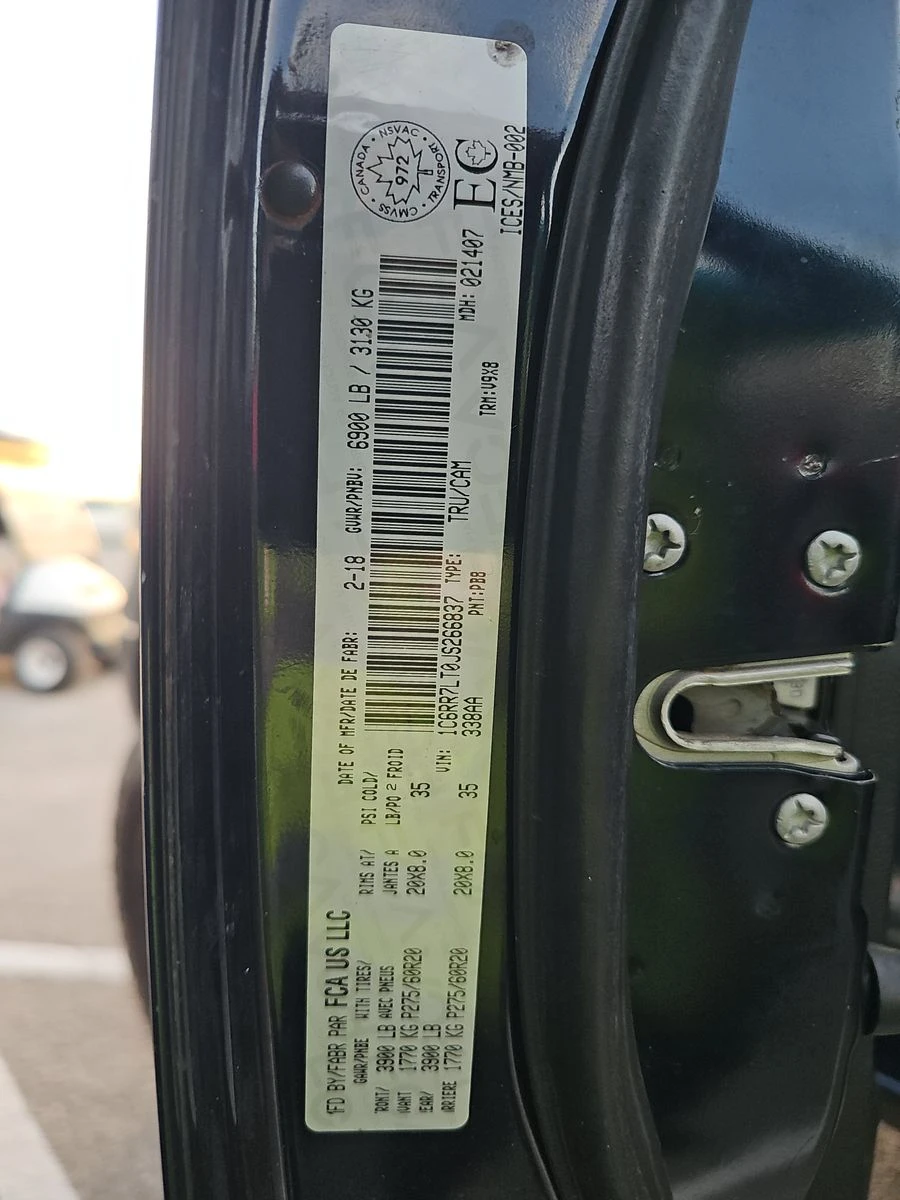 MFD BY/FABR PAR FCA US LLC
DATE OF MFR/DATE DE FABR: 2-18 GVWR/PNBV: 6900 LB / 3130 KG
GAWR/PNBE WITH TIRES/ RIMS AT/ PSI COLD/
FRONT/ 3900 LB AVEC PNEUS JANTES A LB/PO 2 FROID
AVANT 1770 KG P275/60R20 20X8.0 35
REAR/ 3900 LB
ARRIERE 1770 KG P275/60R20 20X8.0 35
VIN: 1C6RR7LT0JS266837 TYPE: TRU/CAM MDH: 021407
338AA PNT:PB8 TRM:V9X8
CANADA • NSVAC • TRANSPORT • CMVSS •
972
EC
ICES/NMB-002